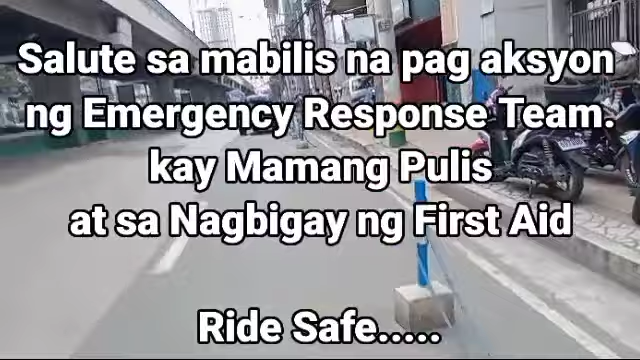 Salute sa mabilis na pag aksyon
ng Emergency Response Team.
kay Mamang Pulis
at sa Nagbigay ng First Aid
Ride Safe.....